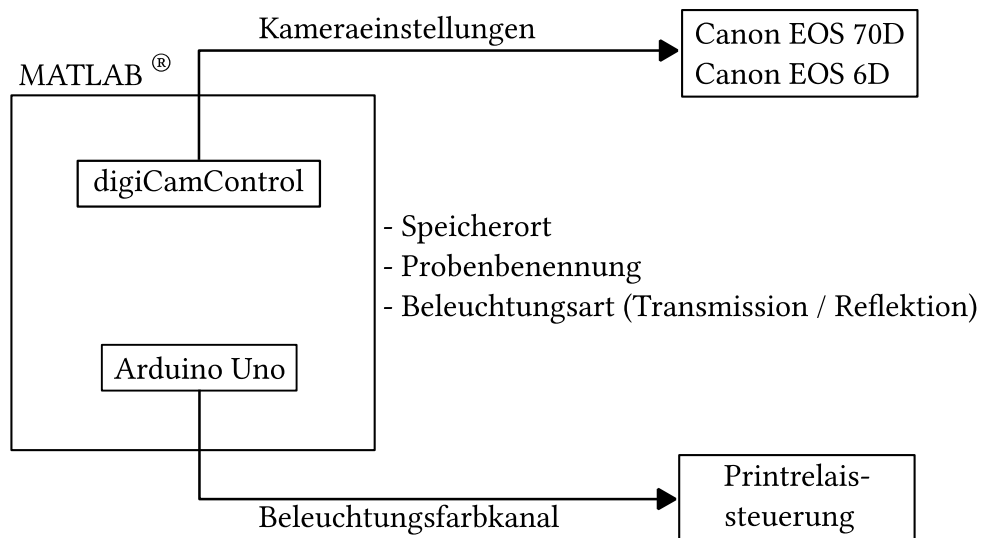 Kameraeinstellungen
Canon EOS 70D
Canon EOS 6D
MATLAB ®
digiCamControl
- Speicherort
- Probenbenennung
- Beleuchtungsart (Transmission / Reflektion)
Arduino Uno
Beleuchtungsfarbkanal
Printrelais-
steuerung